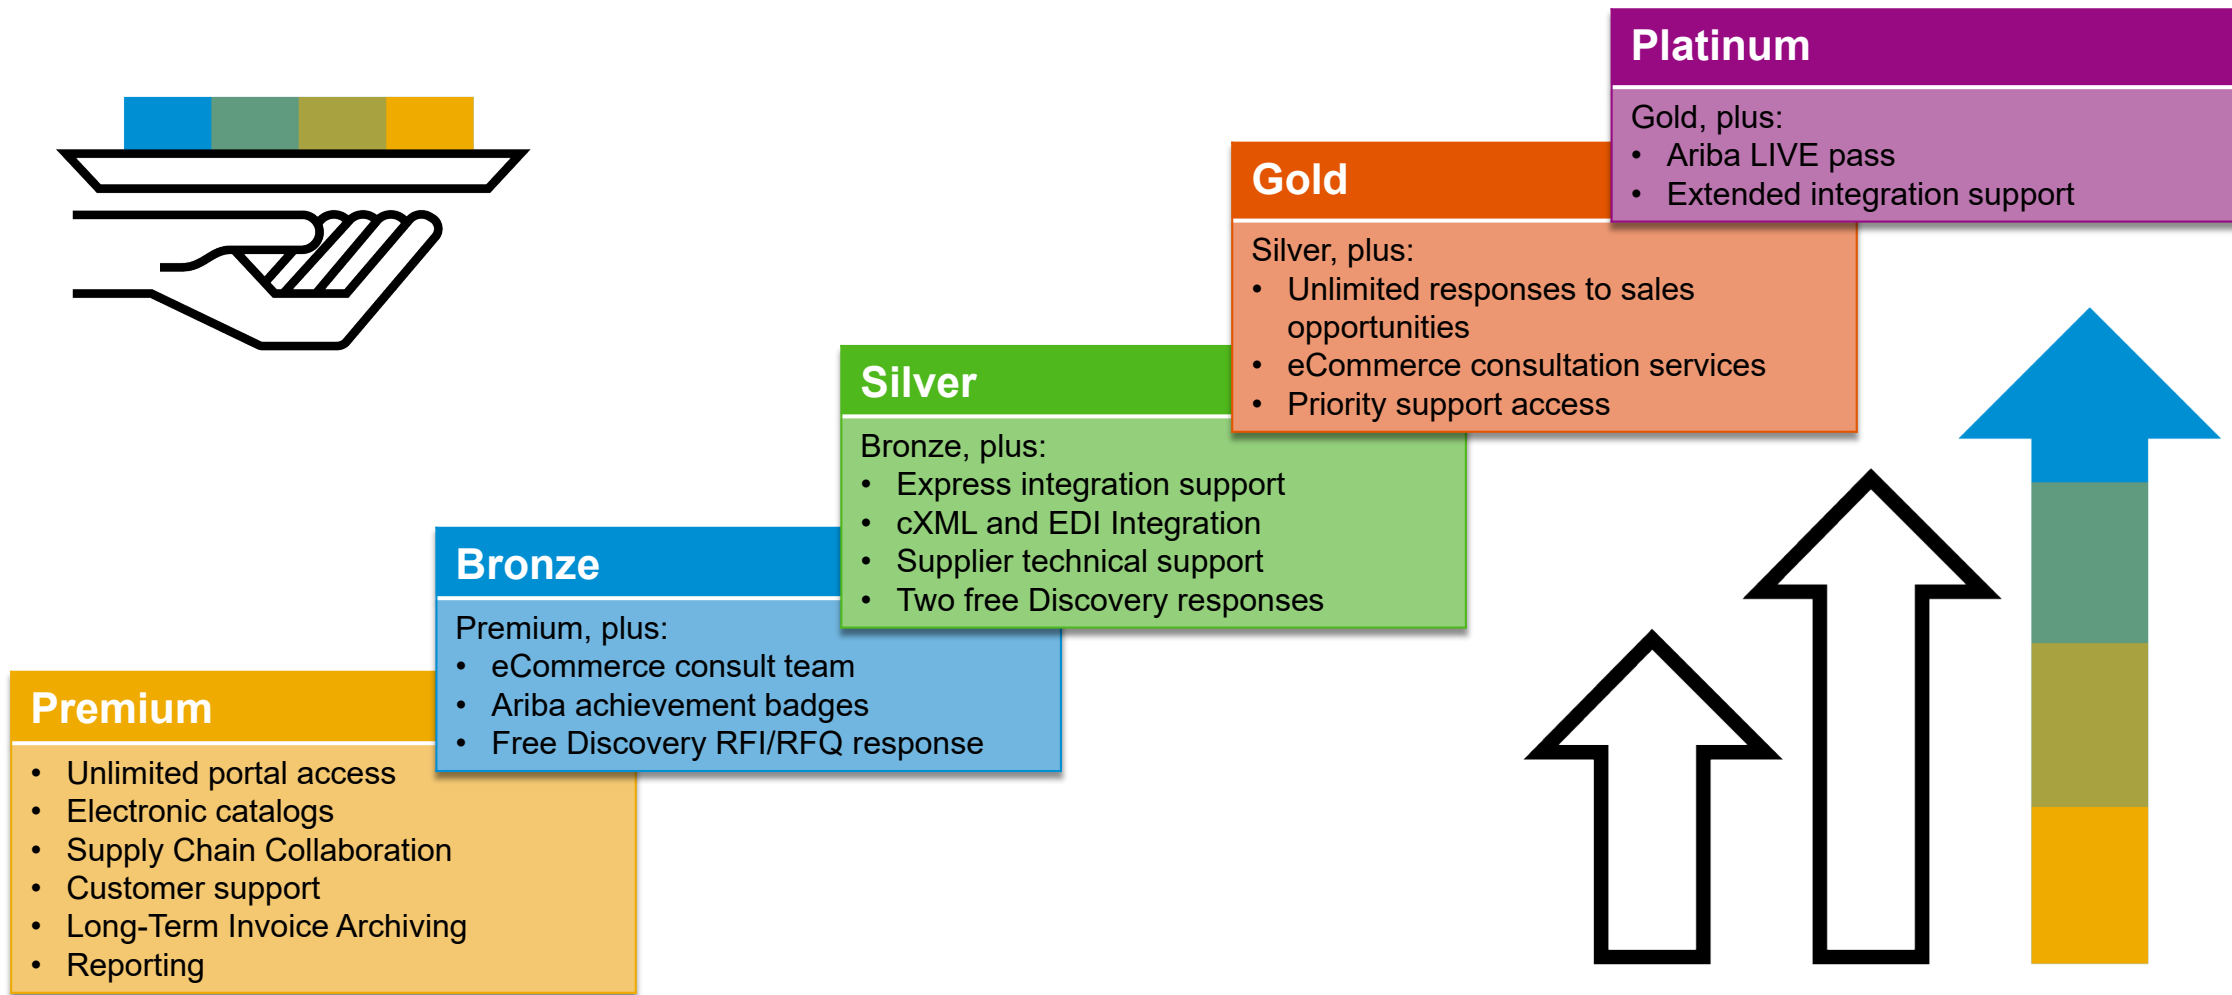 Platinum
Gold, plus:
• Ariba LIVE pass
• Extended integration support
Gold
Silver, plus:
• Unlimited responses to sales
opportunities
• eCommerce consultation services
• Priority support access
Silver
Bronze, plus:
• Express integration support
• cXML and EDI Integration
• Supplier technical support
• Two free Discovery responses
Bronze
Premium, plus:
• eCommerce consult team
• Ariba achievement badges
• Free Discovery RFI/RFQ response
Premium
• Unlimited portal access
• Electronic catalogs
• Supply Chain Collaboration
• Customer support
• Long-Term Invoice Archiving
• Reporting